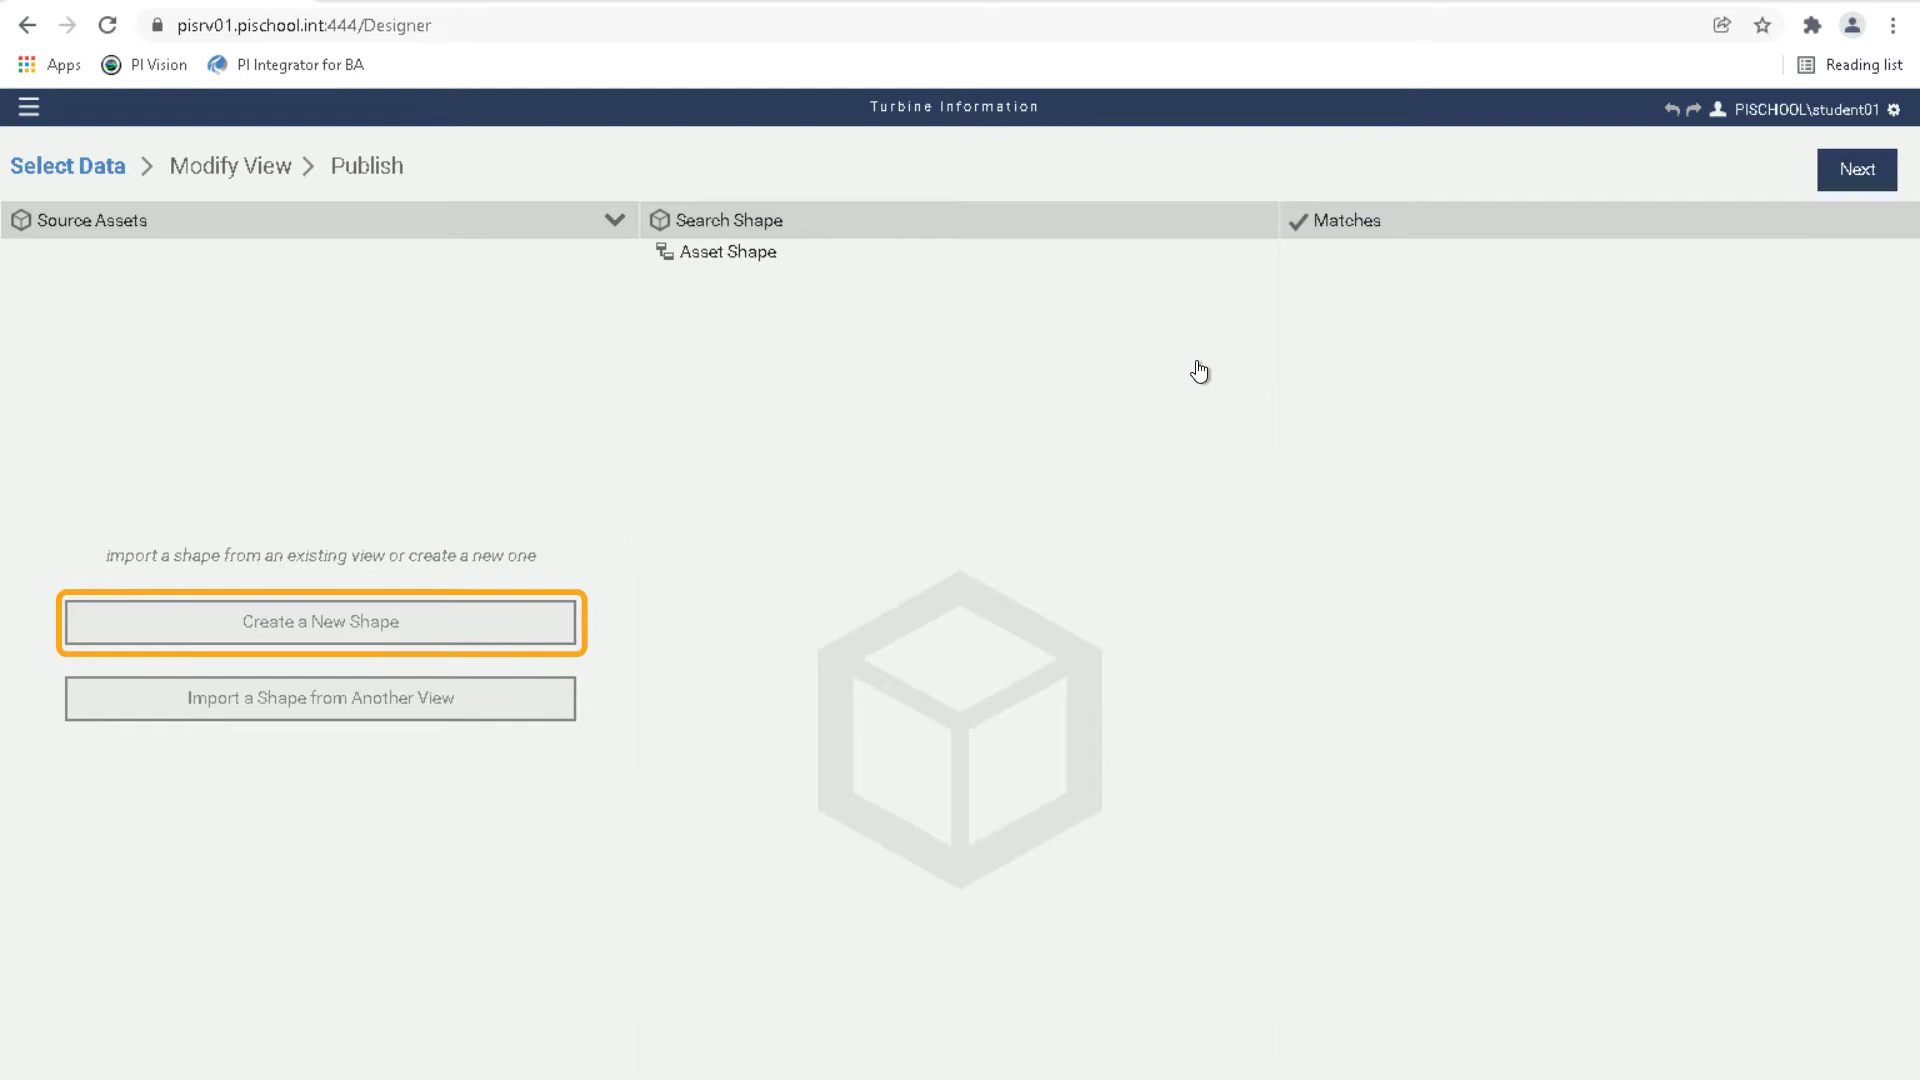 pisrv01.pischool.int:444/Designer
Apps PI Vision PI Integrator for BA Reading list
Turbine Information PISCHOOL\student01
Select Data Modify View Publish Next
Source Assets Search Shape Matches
Asset Shape
import a shape from an existing view or create a new one
Create a New Shape
Import a Shape from Another View